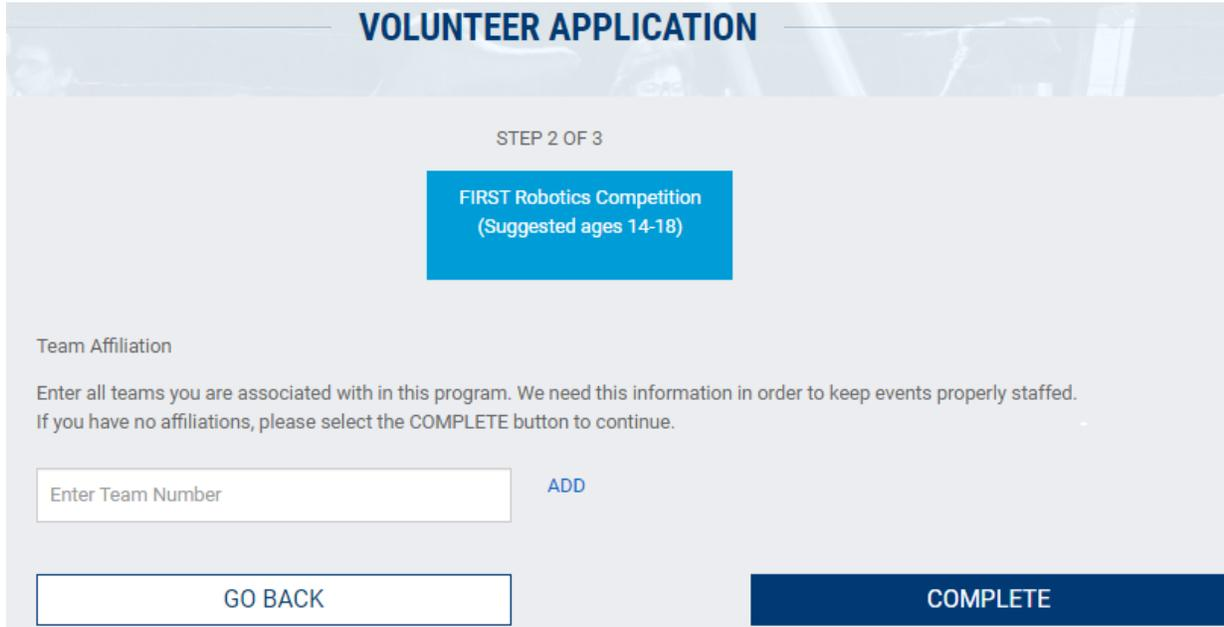 VOLUNTEER APPLICATION
STEP 2 OF 3
FIRST Robotics Competition
(Suggested ages 14-18)
Team Affiliation
Enter all teams you are associated with in this program. We need this information in order to keep events properly staffed.
If you have no affiliations, please select the COMPLETE button to continue.
Enter Team Number
ADD
GO BACK
COMPLETE